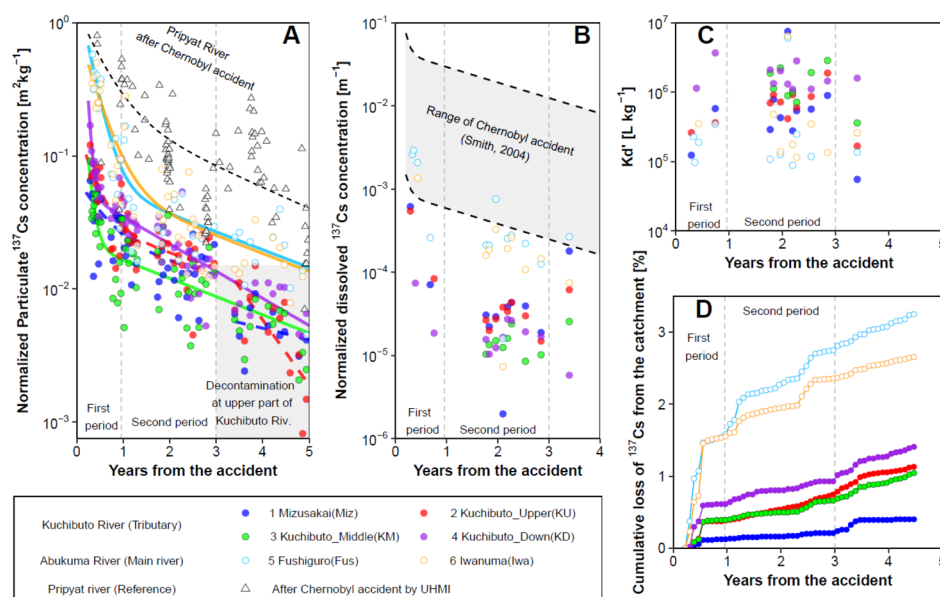 A
B
C
D
Normalized Particulate ¹³⁷Cs concentration [m² kg⁻¹]
10⁰
10⁻¹
10⁻²
10⁻³
Pripyat River
after Chernobyl accident
First
period
Second period
Decontamination
at upper part of
Kuchibuto Riv.
0 1 2 3 4 5
Years from the accident
Normalized dissolved ¹³⁷Cs concentration [m⁻¹]
10⁻¹
10⁻²
10⁻³
10⁻⁴
10⁻⁵
10⁻⁶
Range of Chernobyl accident
(Smith, 2004)
First
period
Second period
0 1 2 3 4
Years from the accident
Kd' [L kg⁻¹]
10⁷
10⁶
10⁵
10⁴
First
period
Second period
0 1 2 3 4 5
Years from the accident
Cumulative loss of ¹³⁷Cs from the catchment [%]
3
2
1
0
First
period
Second period
0 1 2 3 4 5
Years from the accident
Kuchibuto River (Tributary)
1 Mizusakai(Miz)
2 Kuchibuto_Upper(KU)
3 Kuchibuto_Middle(KM)
4 Kuchibuto_Down(KD)
Abukuma River (Main river)
5 Fushiguro(Fus)
6 Iwanuma(Iwa)
Pripyat river (Reference)
After Chernobyl accident by UHMI